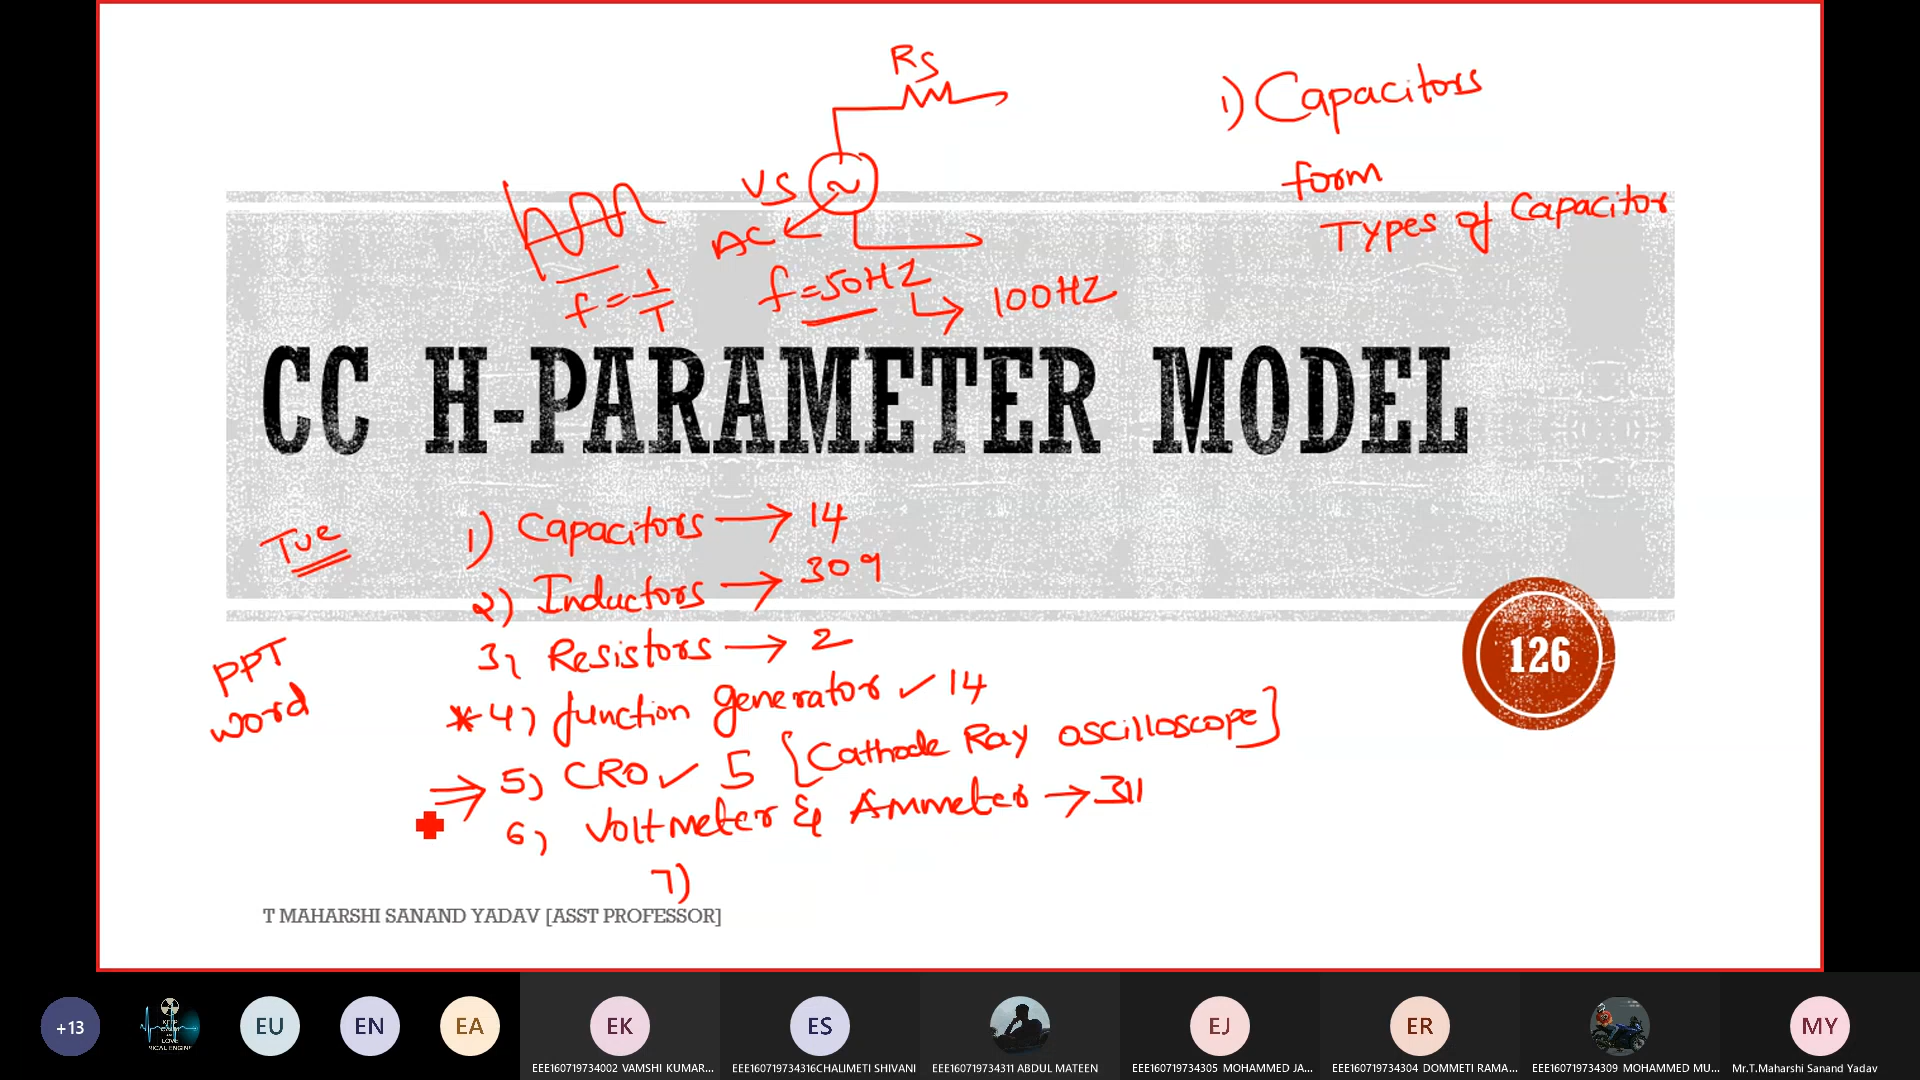 Rs
1) Capacitors
form
Types of Capacitor
VS
AC
f = 1/T
f=50HZ
100HZ
CC H-PARAMETER MODEL
Tue
1) Capacitors → 14
2) Inductors → 309
3) Resistors → 2
PPT
word
*4) function generator ✓ 14
5) CRO ✓ 5 [Cathode Ray oscilloscope]
6) Voltmeter & Ammeter → 311
7)
126
T MAHARSHI SANAND YADAV [ASST PROFESSOR]
+13
EU
EN
EA
EK
ES
EJ
ER
MY
EEE160719734002 VAMSHI KUMAR...
EEE160719734316CHALIMETI SHIVANI
EEE160719734311 ABDUL MATEEN
EEE160719734305 MOHAMMED JA...
EEE160719734304 DOMMETI RAMA...
EEE160719734309 MOHAMMED MU...
Mr.T.Maharshi Sanand Yadav